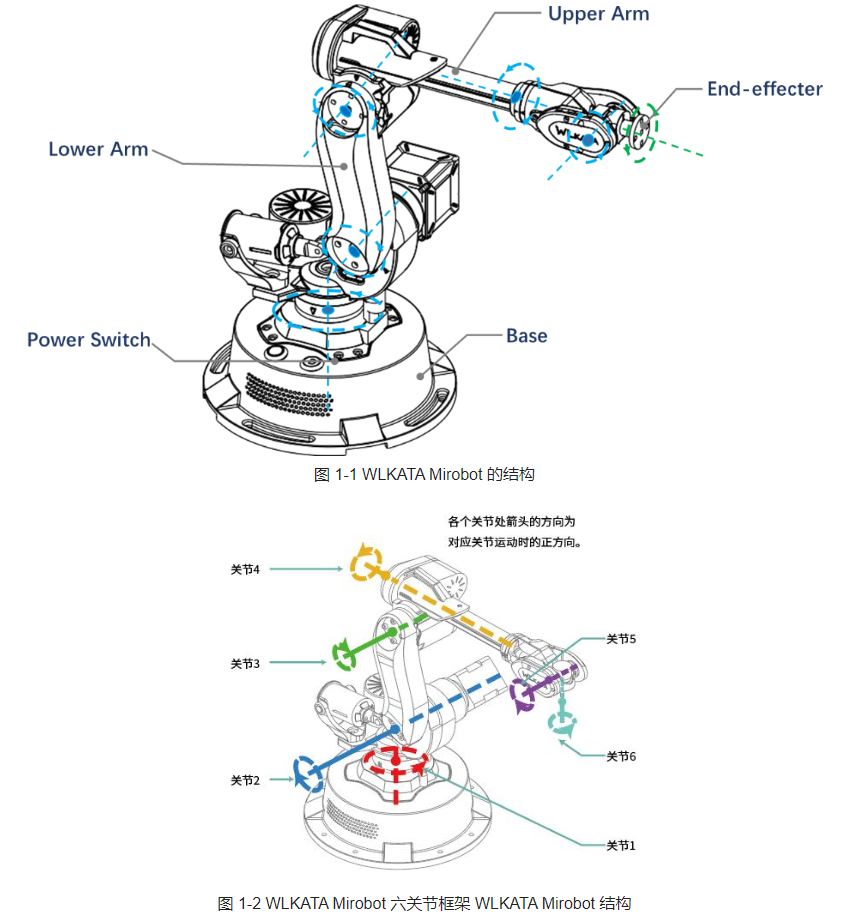 Upper Arm
End-effecter
Lower Arm
WLKATA
Power Switch
Base
图 1-1 WLKATA Mirobot 的结构
各个关节处箭头的方向为
对应关节运动时的正方向。
关节4
关节5
关节3
关节6
关节2
关节1
图 1-2 WLKATA Mirobot 六关节框架 WLKATA Mirobot 结构